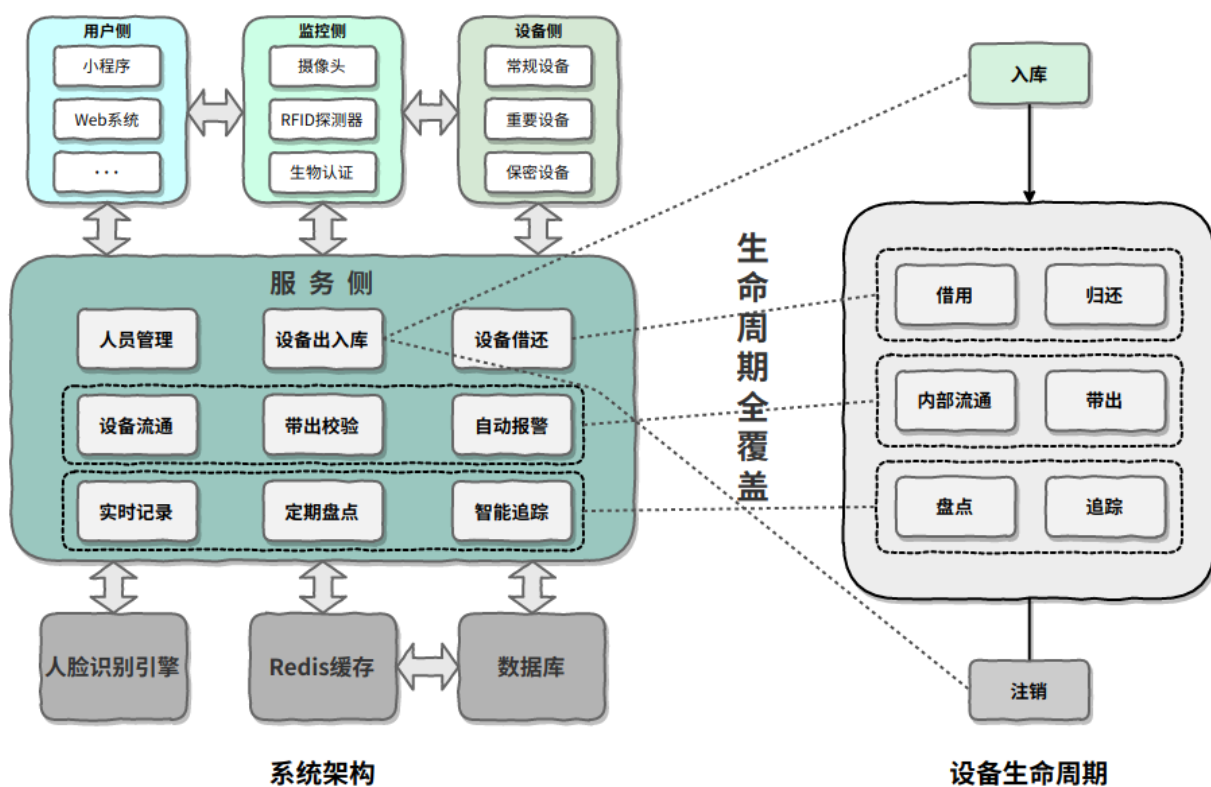 用户侧
小程序
Web系统
···
监控侧
摄像头
RFID探测器
生物认证
设备侧
常规设备
重要设备
保密设备
服务侧
人员管理
设备出入库
设备借还
设备流通
带出校验
自动报警
实时记录
定期盘点
智能追踪
人脸识别引擎
Redis缓存
数据库
系统架构
生命周期全覆盖
入库
借用
归还
内部流通
带出
盘点
追踪
注销
设备生命周期